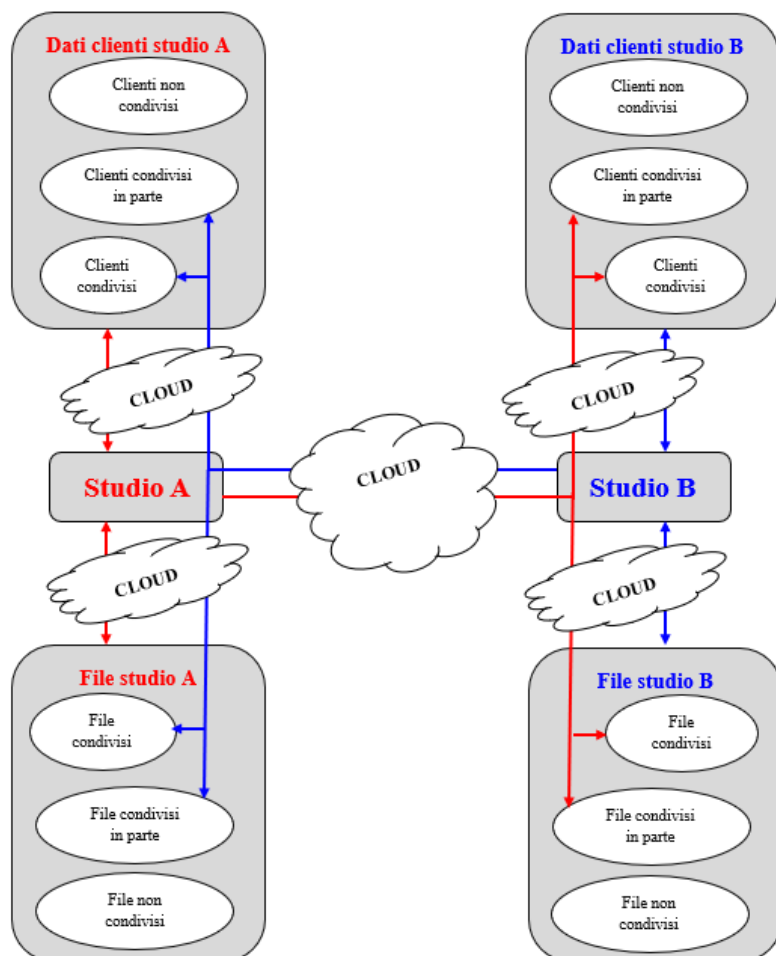 Dati clienti studio A
Clienti non
condivisi
Clienti condivisi
in parte
Clienti
condivisi
Dati clienti studio B
Clienti non
condivisi
Clienti condivisi
in parte
Clienti
condivisi
CLOUD
CLOUD
CLOUD
Studio A
Studio B
CLOUD
CLOUD
File studio A
File
condivisi
File condivisi
in parte
File non
condivisi
File studio B
File
condivisi
File condivisi
in parte
File non
condivisi